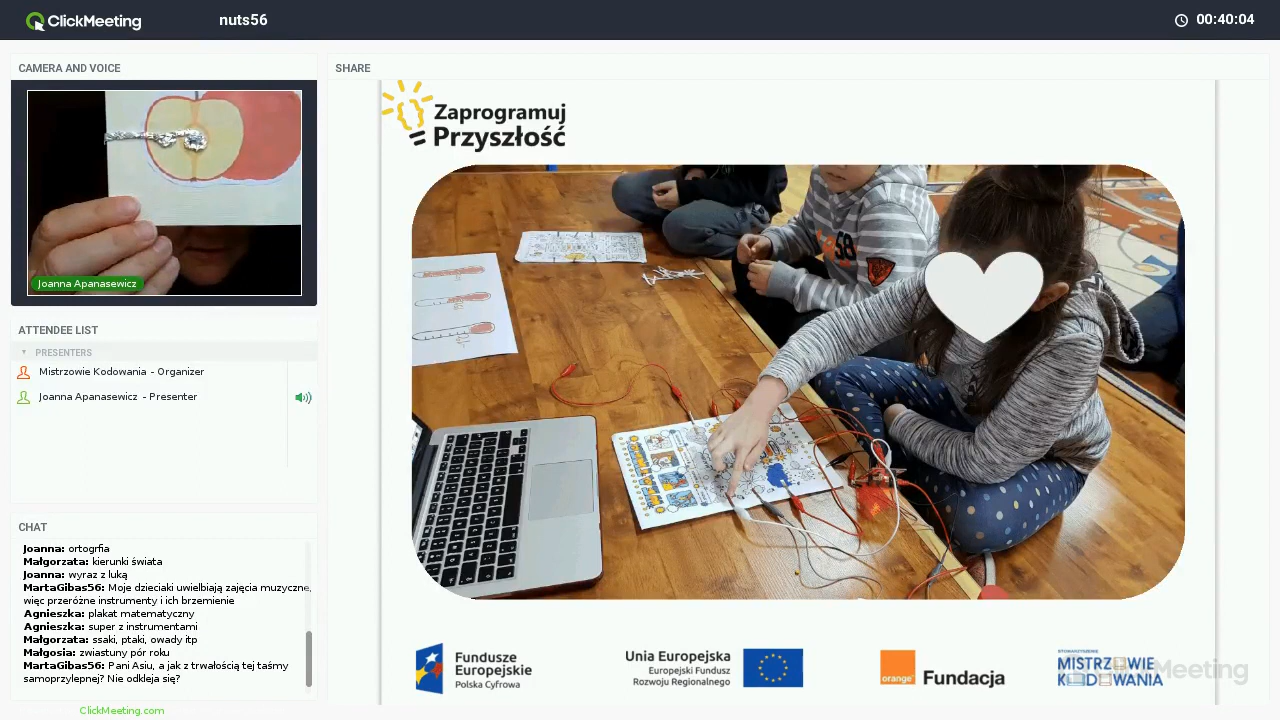 ClickMeeting
nuts56
00:40:04
CAMERA AND VOICE
Joanna Apanasewicz
ATTENDEE LIST
PRESENTERS
Mistrzowie Kodowania - Organizer
Joanna Apanasewicz - Presenter
CHAT
Joanna: ortogrfia
Małgorzata: kierunki świata
Joanna: wyraz z luką
MartaGibas56: Moje dzieciaki uwielbiają zajęcia muzyczne,
więc przeróżne instrumenty i ich brzemienie
Agnieszka: plakat matematyczny
Agnieszka: super z instrumentami
Małgorzata: ssaki, ptaki, owady itp
Małgosia: zwiastuny pór roku
MartaGibas56: Pani Asiu, a jak z trwałością tej taśmy
samoprzylepnej? Nie odkleja się?
ClickMeeting.com
SHARE
Zaprogramuj
Przyszłość
58
Fundusze
Europejskie
Polska Cyfrowa
Unia Europejska
Europejski Fundusz
Rozwoju Regionalnego
orange
Fundacja
STOWARZYSZENIE
MISTRZOWIE
KODOWANIA
ClickMeeting